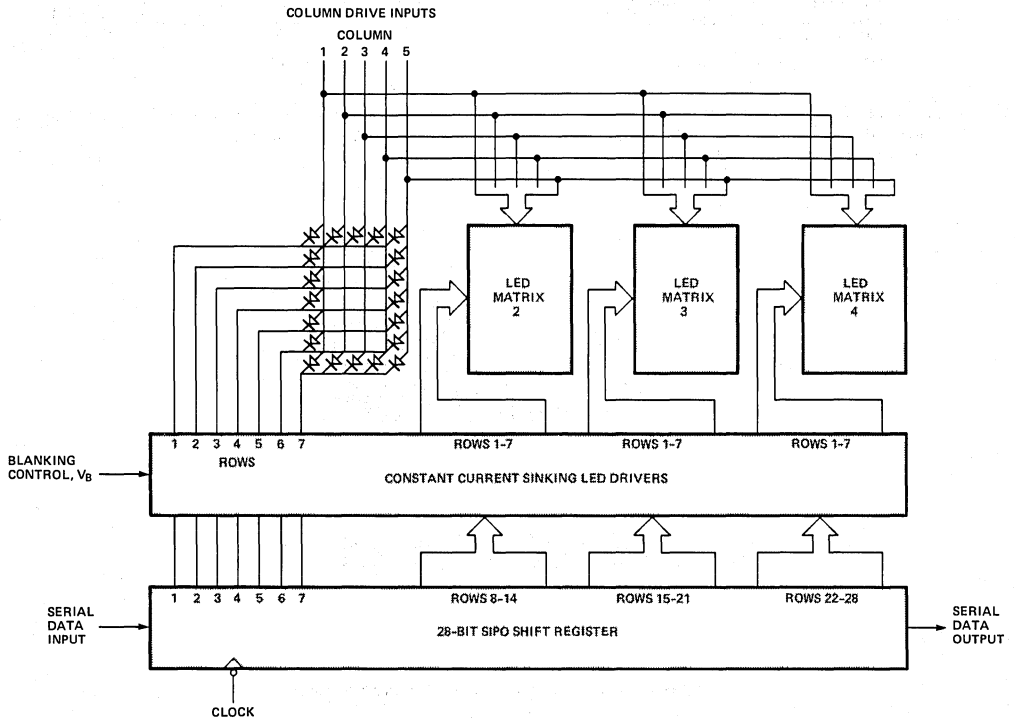 COLUMN DRIVE INPUTS
COLUMN
1 2 3 4 5
LED
MATRIX
2
LED
MATRIX
3
LED
MATRIX
4
1 2 3 4 5 6 7
ROWS
ROWS 1-7
ROWS 1-7
ROWS 1-7
BLANKING
CONTROL, VB
CONSTANT CURRENT SINKING LED DRIVERS
1 2 3 4 5 6 7
ROWS 8-14
ROWS 15-21
ROWS 22-28
SERIAL
DATA
INPUT
28-BIT SIPO SHIFT REGISTER
SERIAL
DATA
OUTPUT
CLOCK